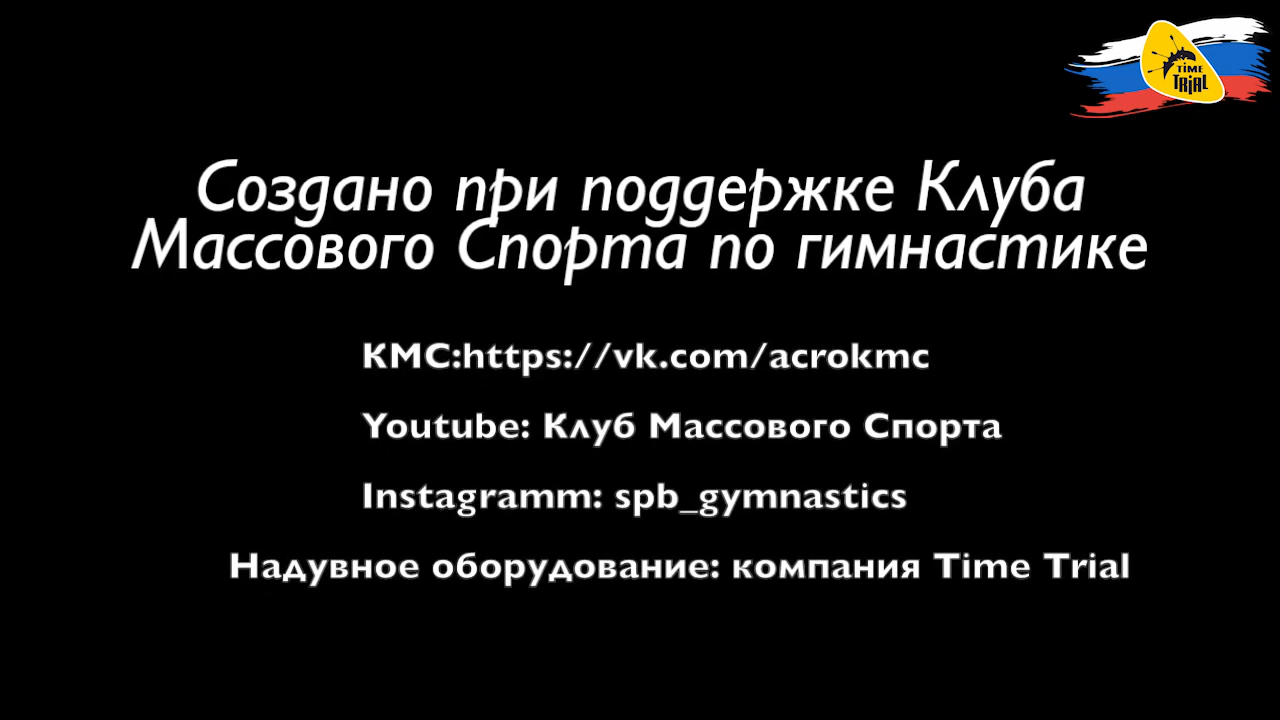 TiME
TRiAL
Создано при поддержке Клуба
Массового Спорта по гимнастике
КМС:https://vk.com/acrokmc
Youtube: Клуб Массового Спорта
Instagramm: spb_gymnastics
Надувное оборудование: компания Time Trial